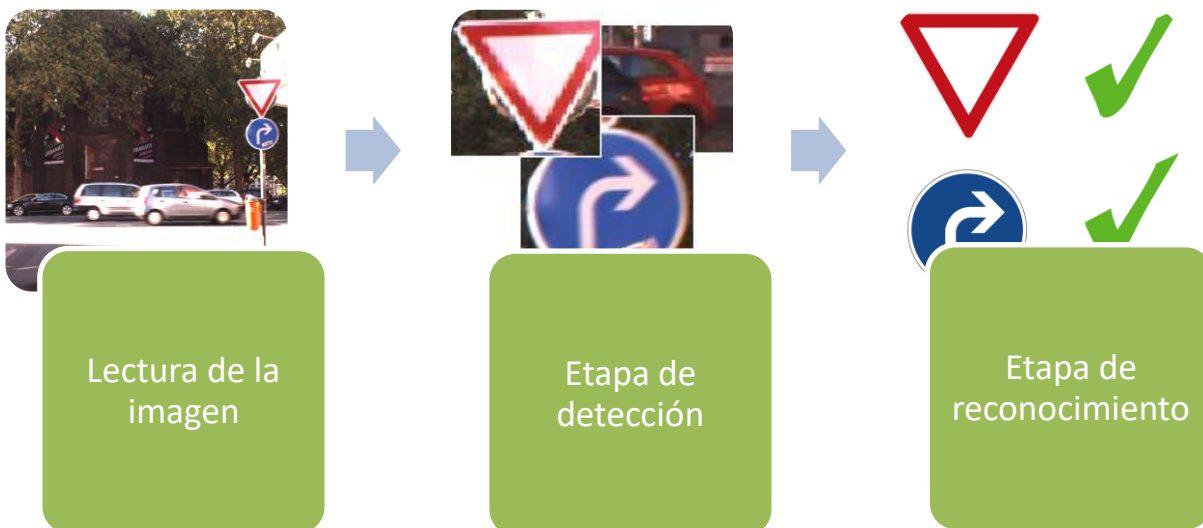 Lectura de la
imagen
Etapa de
detección
Etapa de
reconocimiento